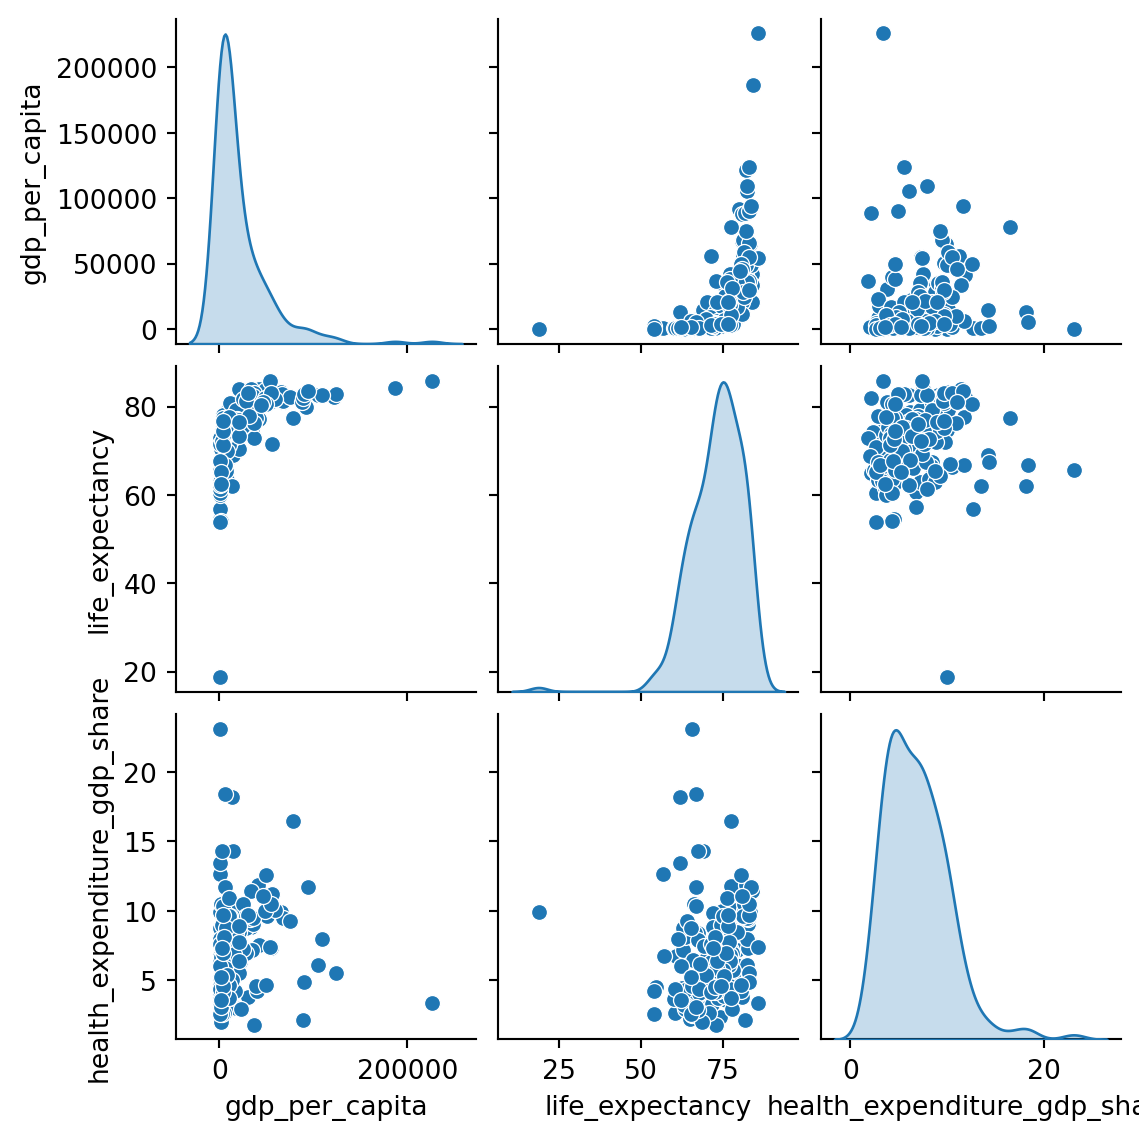 gdp_per_capita
200000
150000
100000
50000
0
life_expectancy
80
60
40
20
health_expenditure_gdp_share
20
15
10
5
0 200000 25 50 75 0 20
gdp_per_capita life_expectancy health_expenditure_gdp_sha